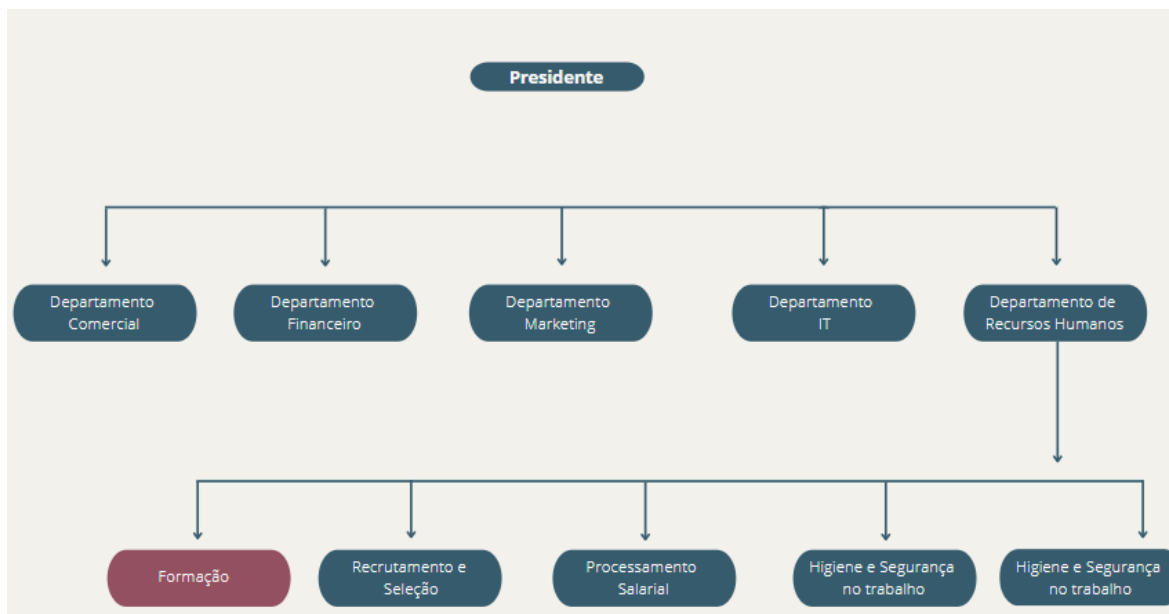 Presidente
Departamento
Comercial
Departamento
Financeiro
Departamento
Marketing
Departamento
IT
Departamento de
Recursos Humanos
Formação
Recrutamento e
Seleção
Processamento
Salarial
Higiene e Segurança
no trabalho
Higiene e Segurança
no trabalho